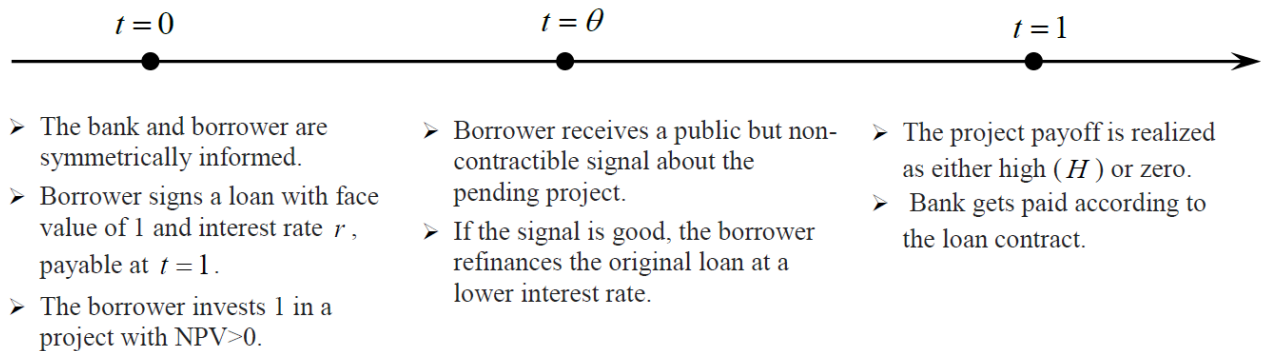 t = 0
t = θ
t = 1
➢ The bank and borrower are
symmetrically informed.
➢ Borrower signs a loan with face
value of 1 and interest rate r ,
payable at t = 1 .
➢ The borrower invests 1 in a
project with NPV>0.
➢ Borrower receives a public but non-
contractible signal about the
pending project.
➢ If the signal is good, the borrower
refinances the original loan at a
lower interest rate.
➢ The project payoff is realized
as either high ( H ) or zero.
➢ Bank gets paid according to
the loan contract.